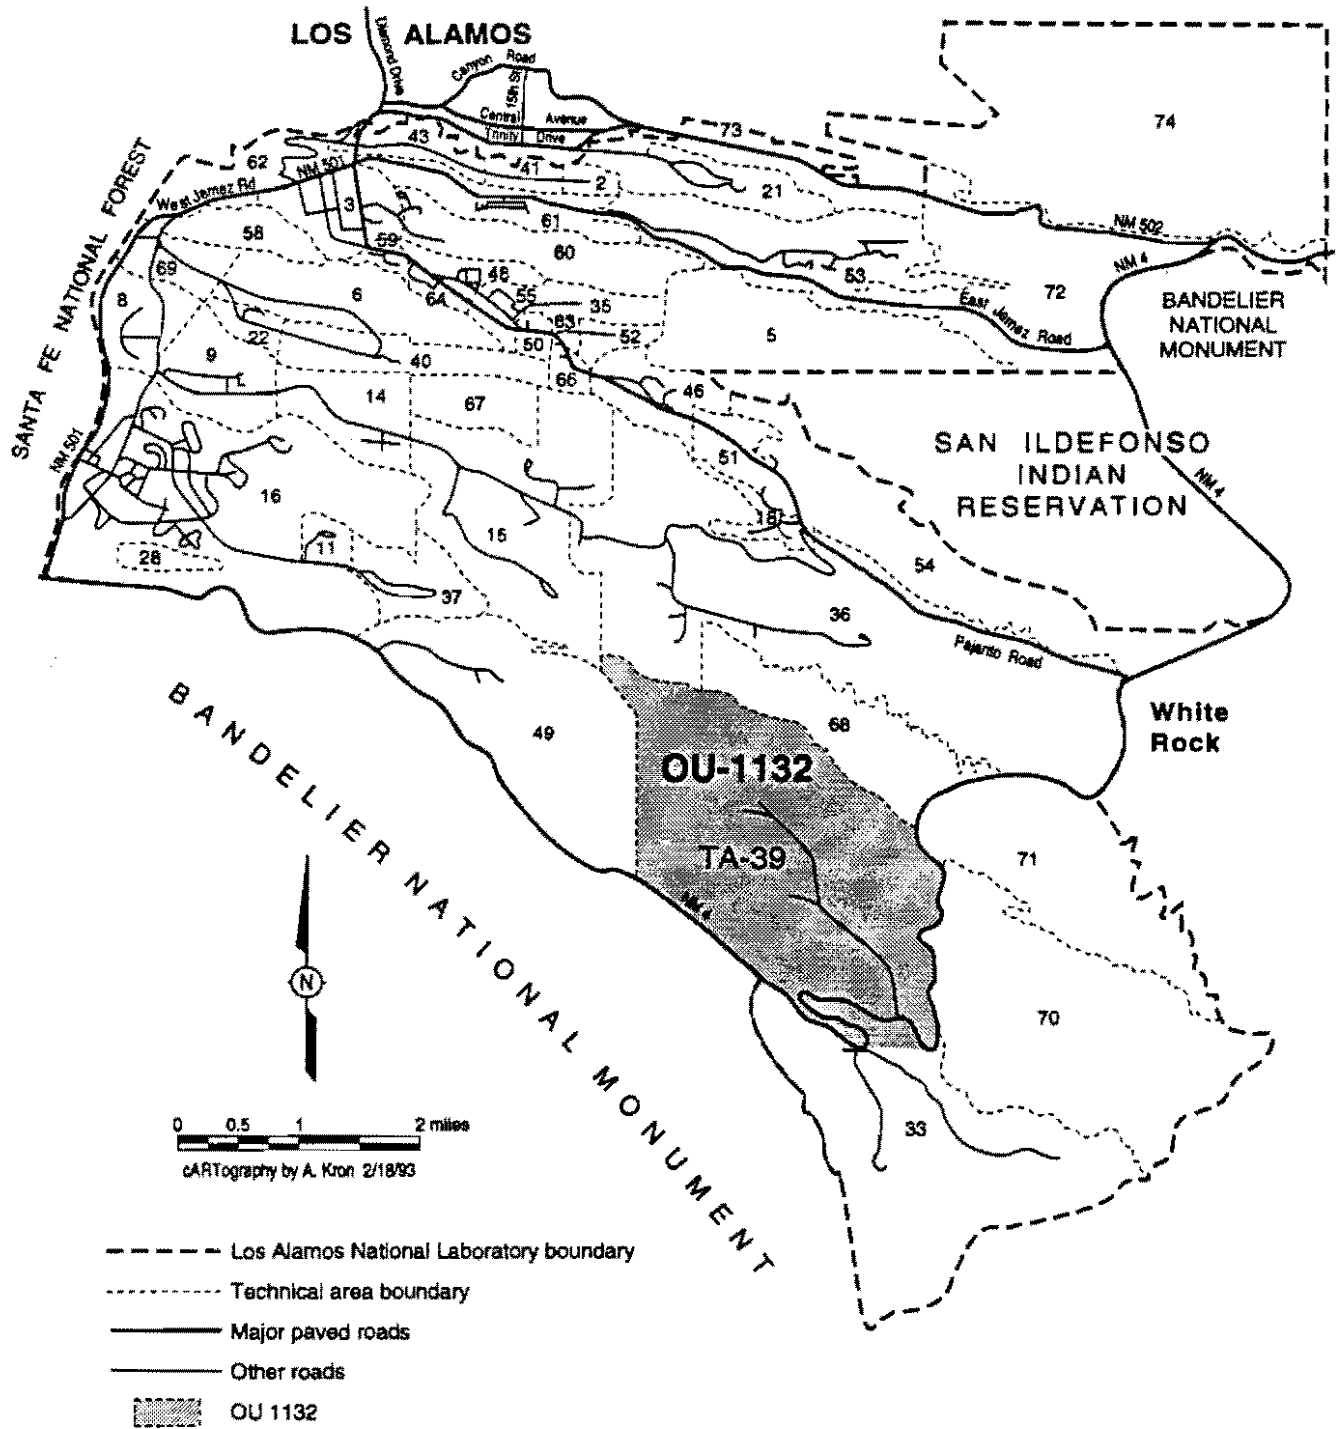 LOS ALAMOS
Diamond Drive
Canyon Road
15th St
Central Avenue
Trinity Drive
43
73
74
62
NM 501
41
2
21
West Jemez Rd
3
61
NM 502
58
59
60
NM 4
69
48
53
72
8
6
64
55
35
BANDELIER
NATIONAL
MONUMENT
SANTA FE NATIONAL FOREST
63
East Jemez Road
22
50
52
5
9
40
66
14
67
46
SAN ILDEFONSO
INDIAN
RESERVATION
NM 501
51
NM 4
16
18
15
11
28
54
37
36
Pajarito Road
White
Rock
68
49
OU-1132
TA-39
71
NM 4
BANDELIER NATIONAL MONUMENT
N
70
33
0 0.5 1 2 miles
cARTography by A. Kron 2/18/93
Los Alamos National Laboratory boundary
Technical area boundary
Major paved roads
Other roads
OU 1132